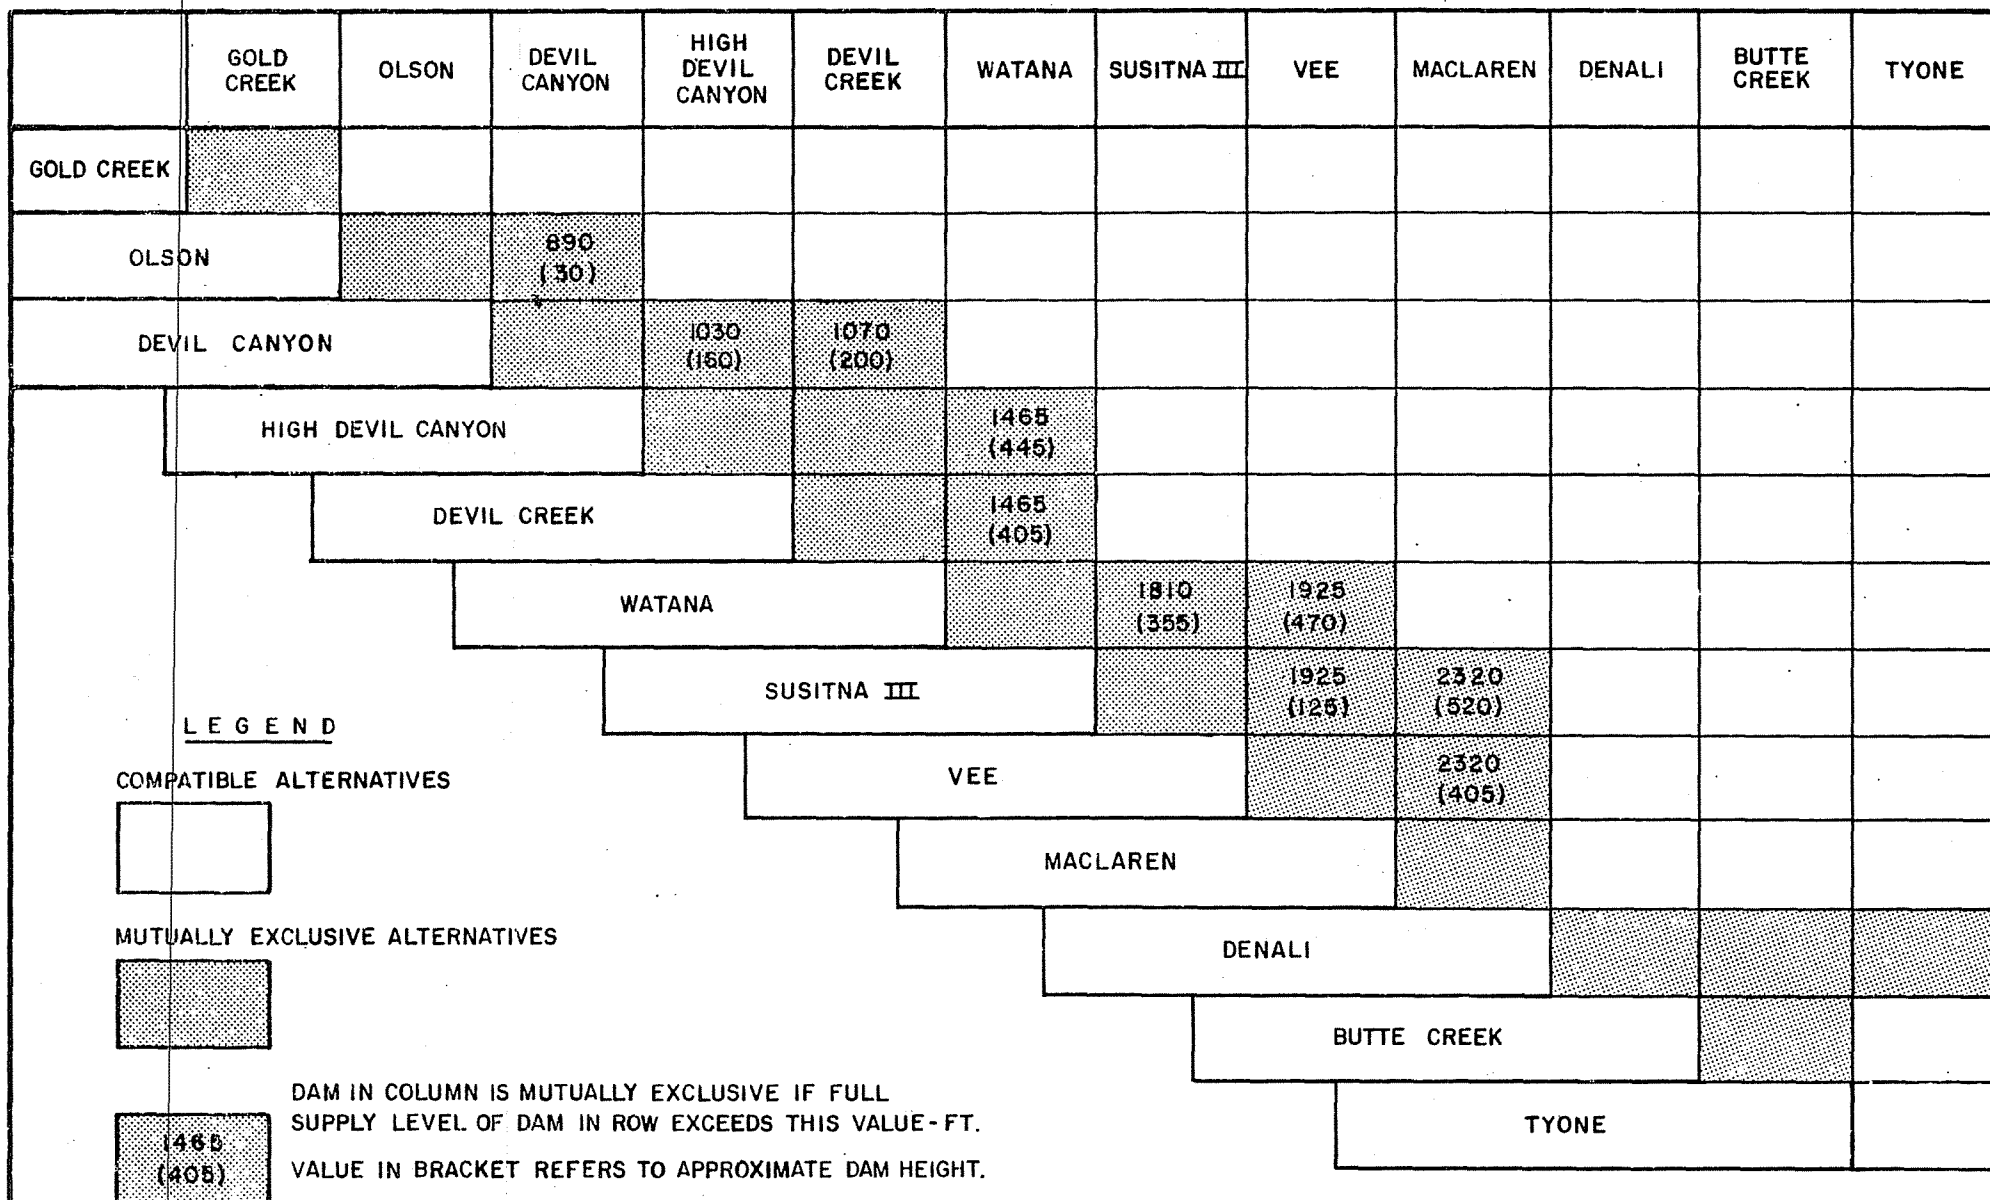 GOLD CREEK
OLSON
DEVIL CANYON
HIGH DEVIL CANYON
DEVIL CREEK
WATANA
SUSITNA III
VEE
MACLAREN
DENALI
BUTTE CREEK
TYONE
GOLD CREEK
OLSON
890
(30)
DEVIL CANYON
1030
(160)
1070
(200)
HIGH DEVIL CANYON
1465
(445)
DEVIL CREEK
1465
(405)
WATANA
1810
(355)
1925
(470)
SUSITNA III
1925
(125)
2320
(520)
VEE
2320
(405)
MACLAREN
DENALI
BUTTE CREEK
TYONE
LEGEND
COMPATIBLE ALTERNATIVES
MUTUALLY EXCLUSIVE ALTERNATIVES
1465
(405)
DAM IN COLUMN IS MUTUALLY EXCLUSIVE IF FULL
SUPPLY LEVEL OF DAM IN ROW EXCEEDS THIS VALUE-FT.
VALUE IN BRACKET REFERS TO APPROXIMATE DAM HEIGHT.